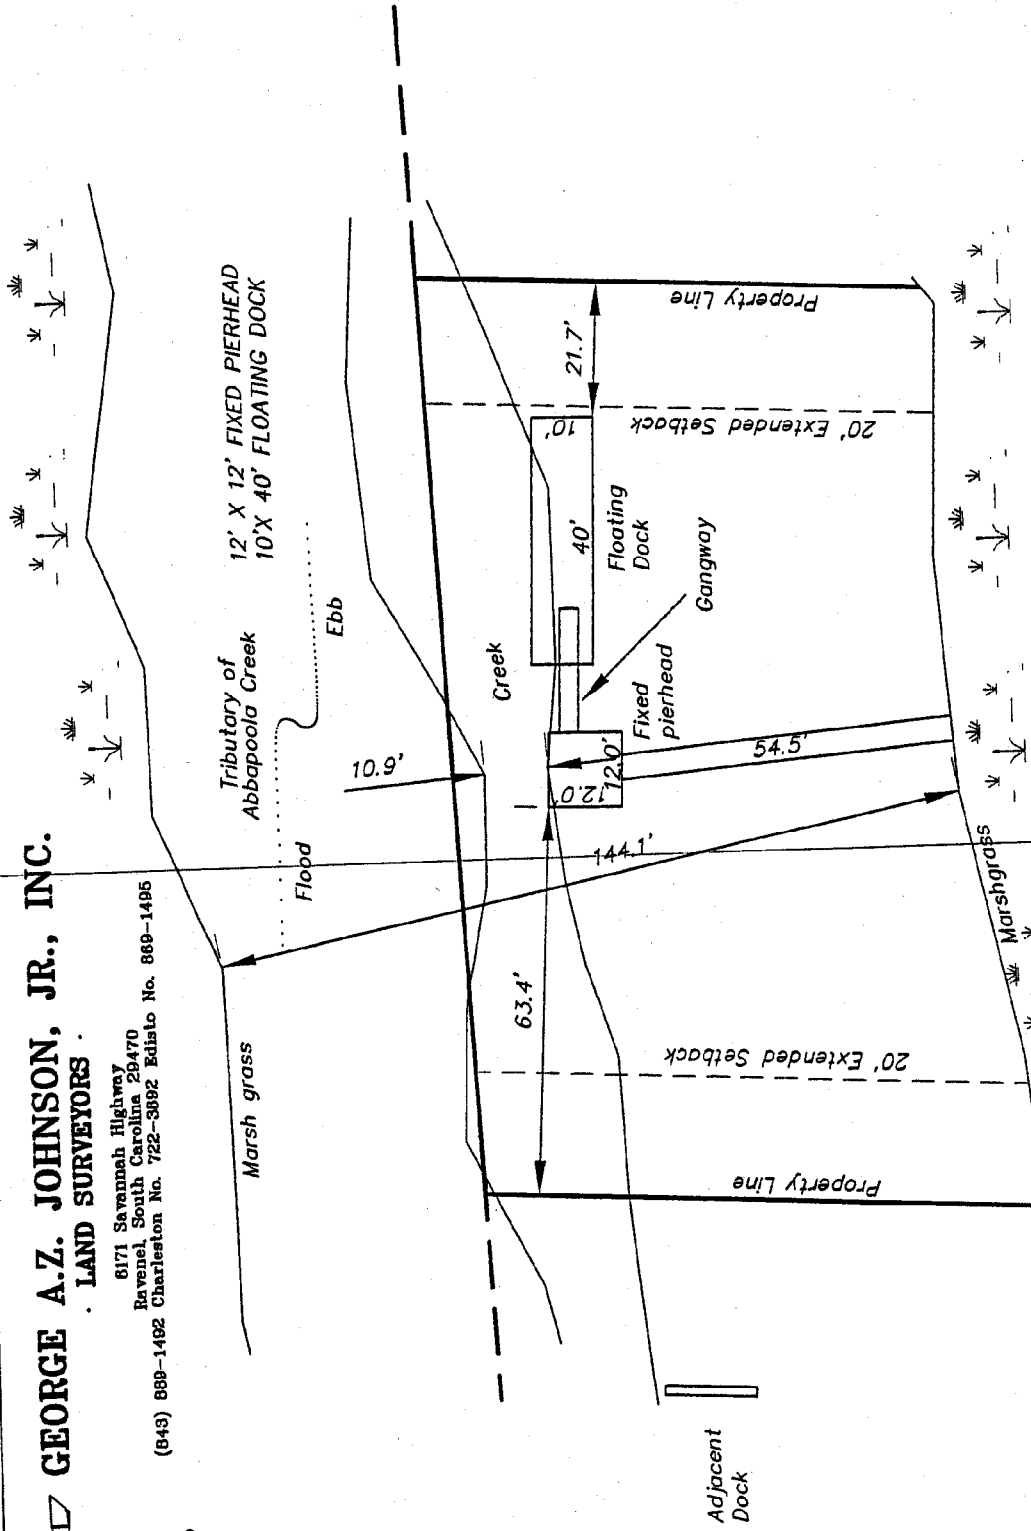 GEORGE A.Z. JOHNSON, JR., INC.
. LAND SURVEYORS .
6171 Savannah Highway
Ravenel, South Carolina 29470
(843) 889-1492 Charleston No. 722-3892 Edisto No. 869-1495
Marsh grass
Tributary of
Abbapoola Creek
12' X 12' FIXED PIERHEAD
10'X 40' FLOATING DOCK
Flood
Ebb
10.9'
Creek
63.4'
144.1'
12.0'
12.0'
54.5'
Fixed
pierhead
Gangway
Floating
Dock
40'
10'
21.7'
20' Extended Setback
Property Line
20' Extended Setback
Property Line
Marshgrass
Adjacent
Dock